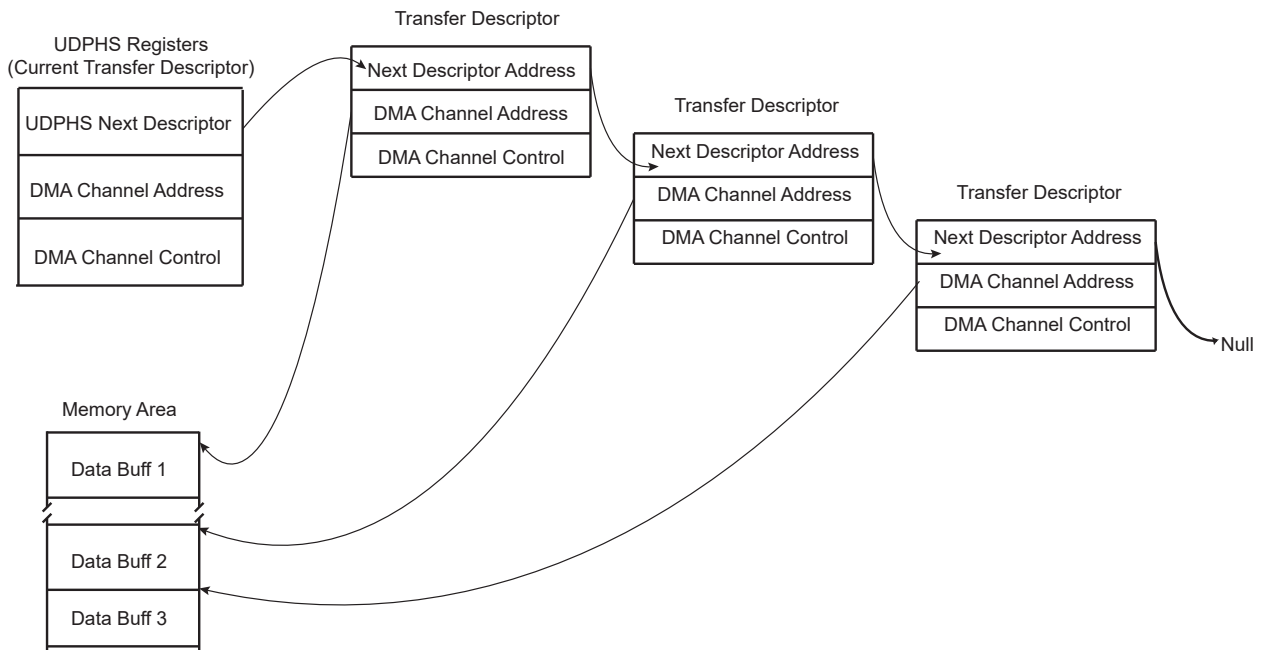 UDPHS Registers
(Current Transfer Descriptor)
UDPHS Next Descriptor
DMA Channel Address
DMA Channel Control
Transfer Descriptor
Next Descriptor Address
DMA Channel Address
DMA Channel Control
Transfer Descriptor
Next Descriptor Address
DMA Channel Address
DMA Channel Control
Transfer Descriptor
Next Descriptor Address
DMA Channel Address
DMA Channel Control
Null
Memory Area
Data Buff 1
Data Buff 2
Data Buff 3